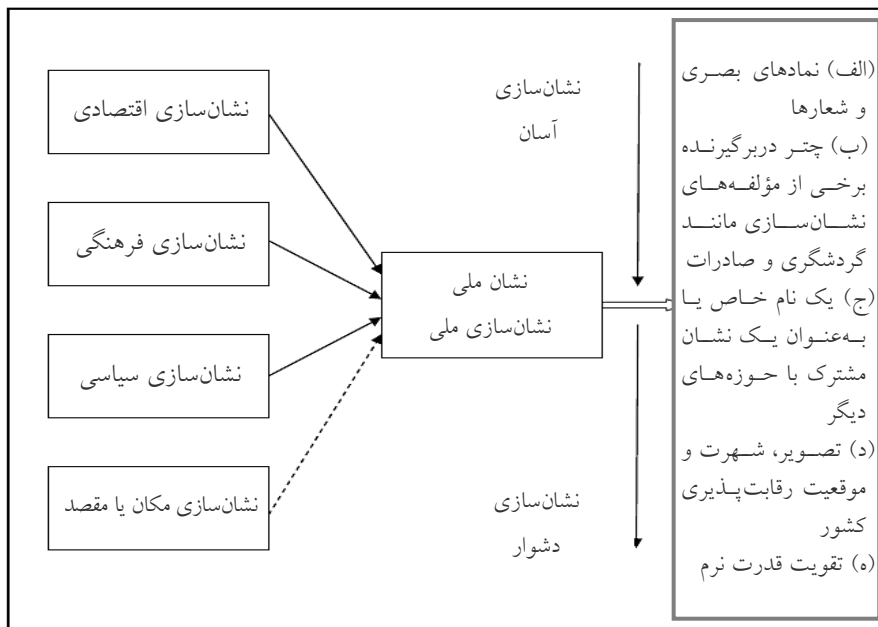 نشان‌سازی اقتصادی
نشان‌سازی فرهنگی
نشان‌سازی سیاسی
نشان‌سازی مکان یا مقصد
نشان ملی
نشان‌سازی ملی
نشان‌سازی
آسان
نشان‌سازی
دشوار
(الف) نمادهای بصری
و شعارها
(ب) چتر دربرگیرنده
برخی از مؤلفه‌های
نشان‌سازی مانند
گردشگری و صادرات
(ج) یک نام خاص یا
به‌عنوان یک نشان
مشترک با حوزه‌های
دیگر
(د) تصویر، شهرت و
موقعیت رقابت‌پذیری
کشور
(ه) تقویت قدرت نرم